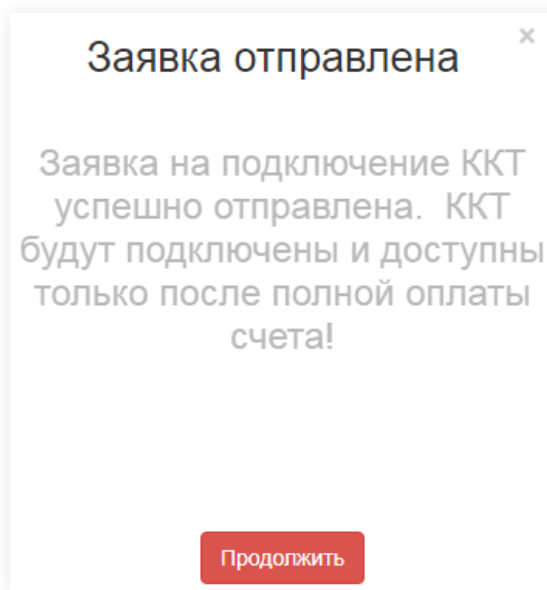 Заявка отправлена
×
Заявка на подключение ККТ
успешно отправлена.  ККТ
будут подключены и доступны
только после полной оплаты
счета!
Продолжить